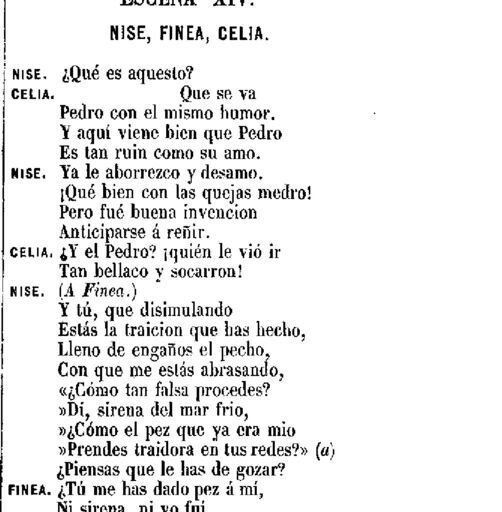 ESCENA XIV.
NISE, FINEA, CELIA.
NISE. ¿Qué es aquesto?
CELIA. Que se va
Pedro con el mismo humor.
Y aquí viene bien que Pedro
Es tan ruin como su amo.
NISE. Ya le aborrezco y desamo.
¡Qué bien con las quejas medro!
Pero fué buena invencion
Anticiparse á reñir.
CELIA. ¿Y el Pedro? ¡quién le vió ir
Tan bellaco y socarron!
NISE. (A Finea.)
Y tú, que disimulando
Estás la traicion que has hecho,
Lleno de engaños el pecho,
Con que me estás abrasando,
«¿Cómo tan falsa procedes?
»Di, sirena del mar frio,
»¿Cómo el pez que ya era mio
»Prendes traidora en tus redes?» (a)
¿Piensas que le has de gozar?
FINEA. ¿Tú me has dado pez á mí,
Ni sirena, ni yo fuí